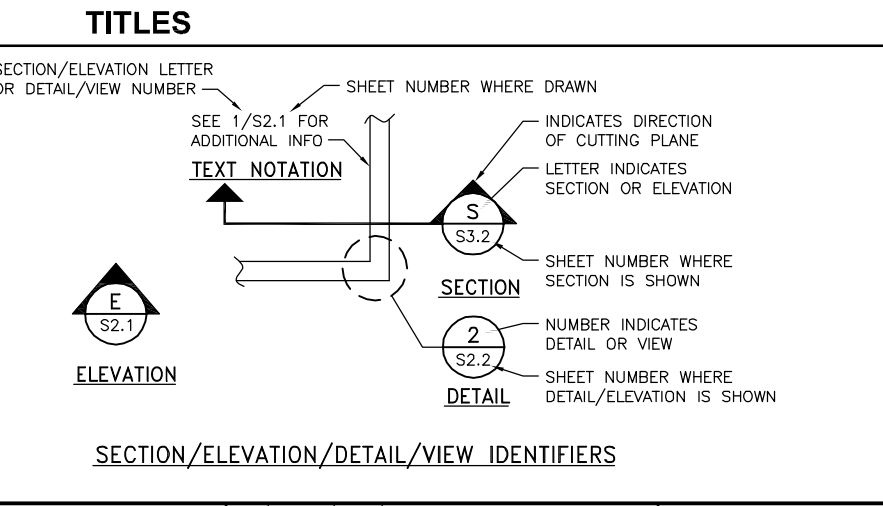 TITLES
SECTION/ELEVATION LETTER
OR DETAIL/VIEW NUMBER
SHEET NUMBER WHERE DRAWN
SEE 1/S2.1 FOR
ADDITIONAL INFO
TEXT NOTATION
INDICATES DIRECTION
OF CUTTING PLANE
LETTER INDICATES
SECTION OR ELEVATION
S
S3.2
SHEET NUMBER WHERE
SECTION IS SHOWN
SECTION
E
S2.1
ELEVATION
NUMBER INDICATES
DETAIL OR VIEW
2
S2.2
SHEET NUMBER WHERE
DETAIL/ELEVATION IS SHOWN
DETAIL
SECTION/ELEVATION/DETAIL/VIEW IDENTIFIERS